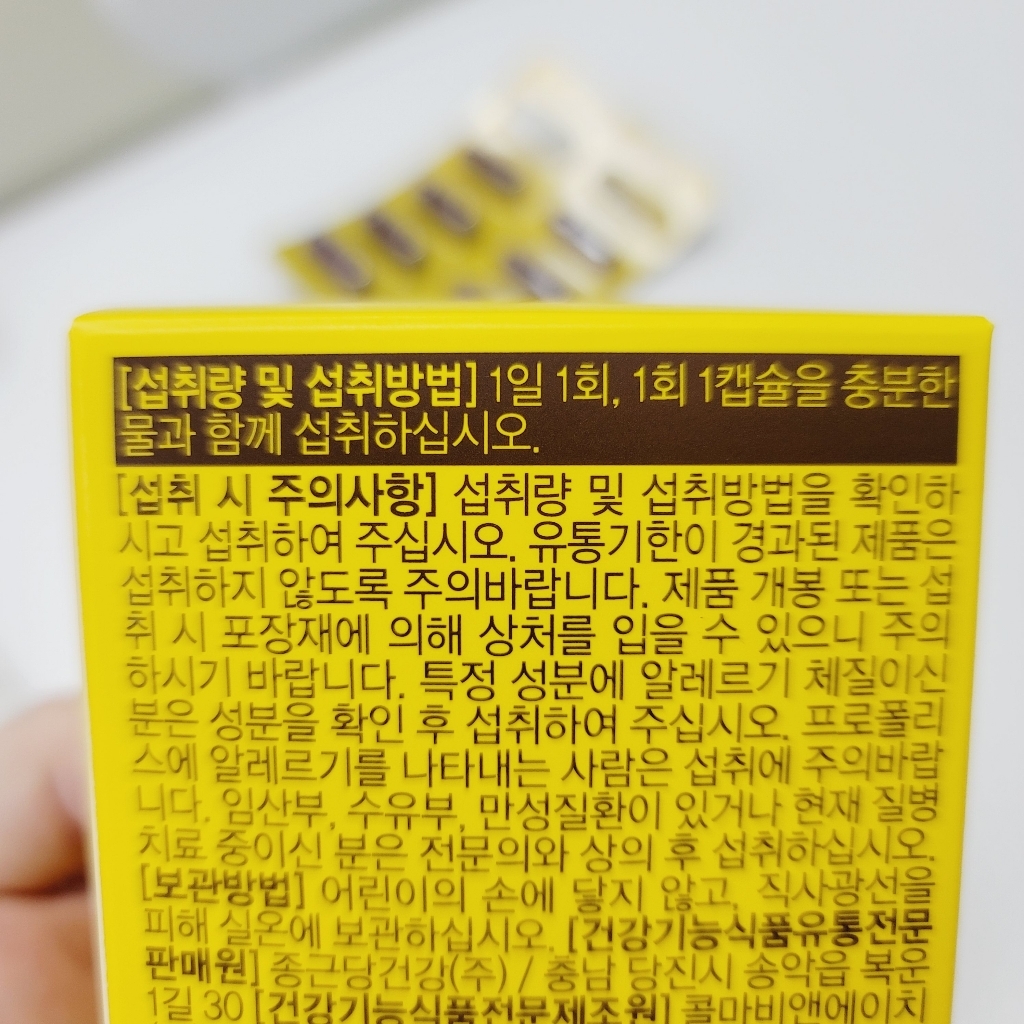 [섭취량 및 섭취방법] 1일 1회, 1회 1캡슐을 충분한
물과 함께 섭취하십시오.
[섭취 시 주의사항] 섭취량 및 섭취방법을 확인하
시고 섭취하여 주십시오. 유통기한이 경과된 제품은
섭취하지 않도록 주의바랍니다. 제품 개봉 또는 섭
취 시 포장재에 의해 상처를 입을 수 있으니 주의
하시기 바랍니다. 특정 성분에 알레르기 체질이신
분은 성분을 확인 후 섭취하여 주십시오. 프로폴리
스에 알레르기를 나타내는 사람은 섭취에 주의바랍
니다. 임산부, 수유부, 만성질환이 있거나 현재 질병
치료 중이신 분은 전문의와 상의 후 섭취하십시오.
[보관방법] 어린이의 손에 닿지 않고, 직사광선을
피해 실온에 보관하십시오. [건강기능식품유통전문
판매원] 종근당건강(주) / 충남 당진시 송악읍 복운
1길 30 [건강기능식품전문제조원] 콜마비앤에이치